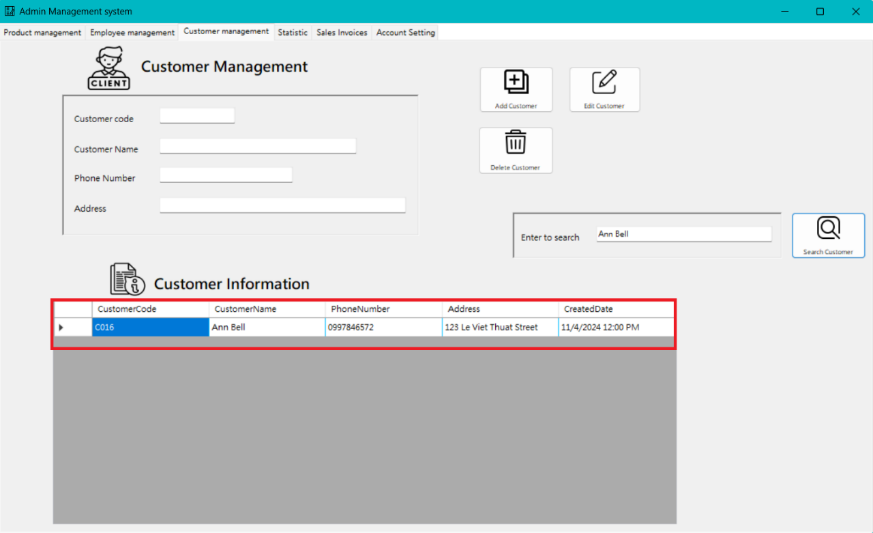 Admin Management system
Product management Employee management Customer management Statistic Sales Invoices Account Setting
CLIENT
Customer Management
Customer code
Customer Name
Phone Number
Address
Add Customer
Edit Customer
Delete Customer
Enter to search Ann Bell
Search Customer
Customer Information
CustomerCode CustomerName PhoneNumber Address CreatedDate
C016 Ann Bell 0997846572 123 Le Viet Thuat Street 11/4/2024 12:00 PM